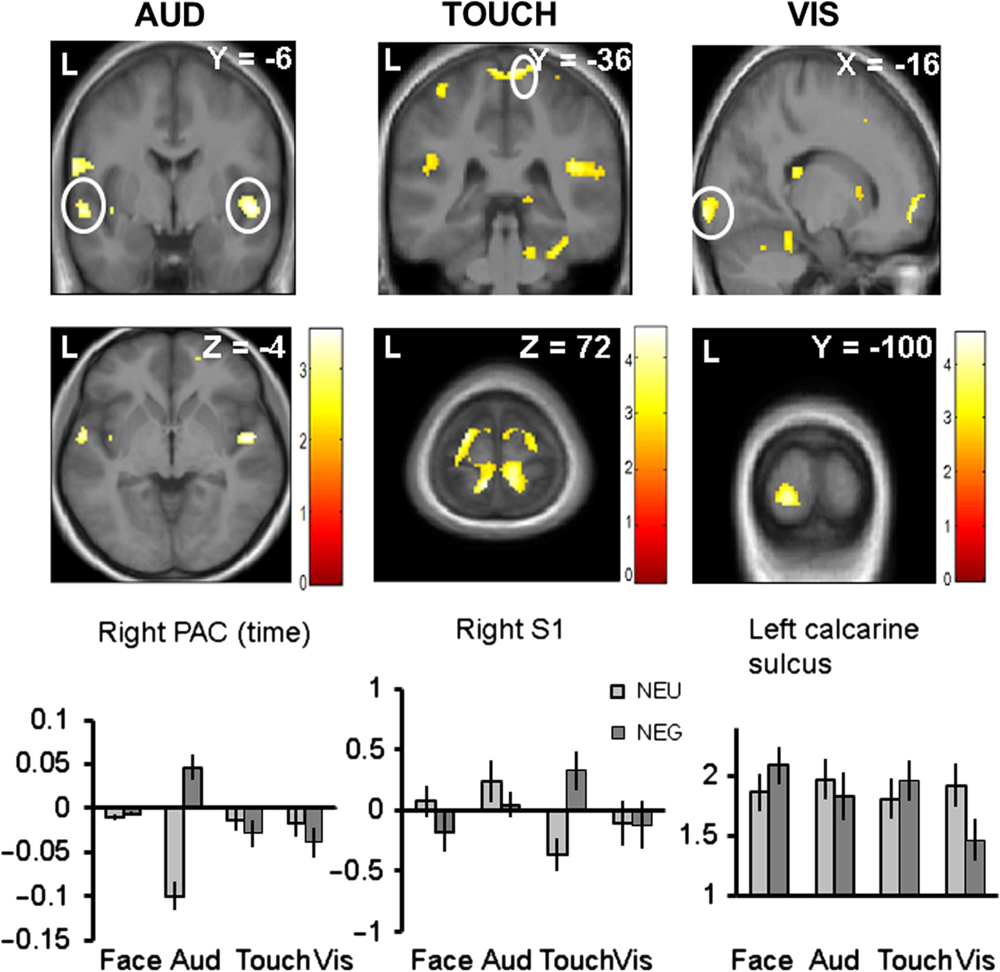 AUD TOUCH VIS
L Y = -6
L Y = -36
X = -16
L Z = -4
3
2
1
0
L Z = 72
4
3
2
1
0
L Y = -100
4
3
2
1
0
Right PAC (time)
Right S1
Left calcarine
sulcus
0.1
0.05
0
−0.05
−0.1
−0.15
Face Aud Touch Vis
1
0.5
0
−0.5
−1
NEU
NEG
Face Aud Touch Vis
2
1.5
1
Face Aud Touch Vis